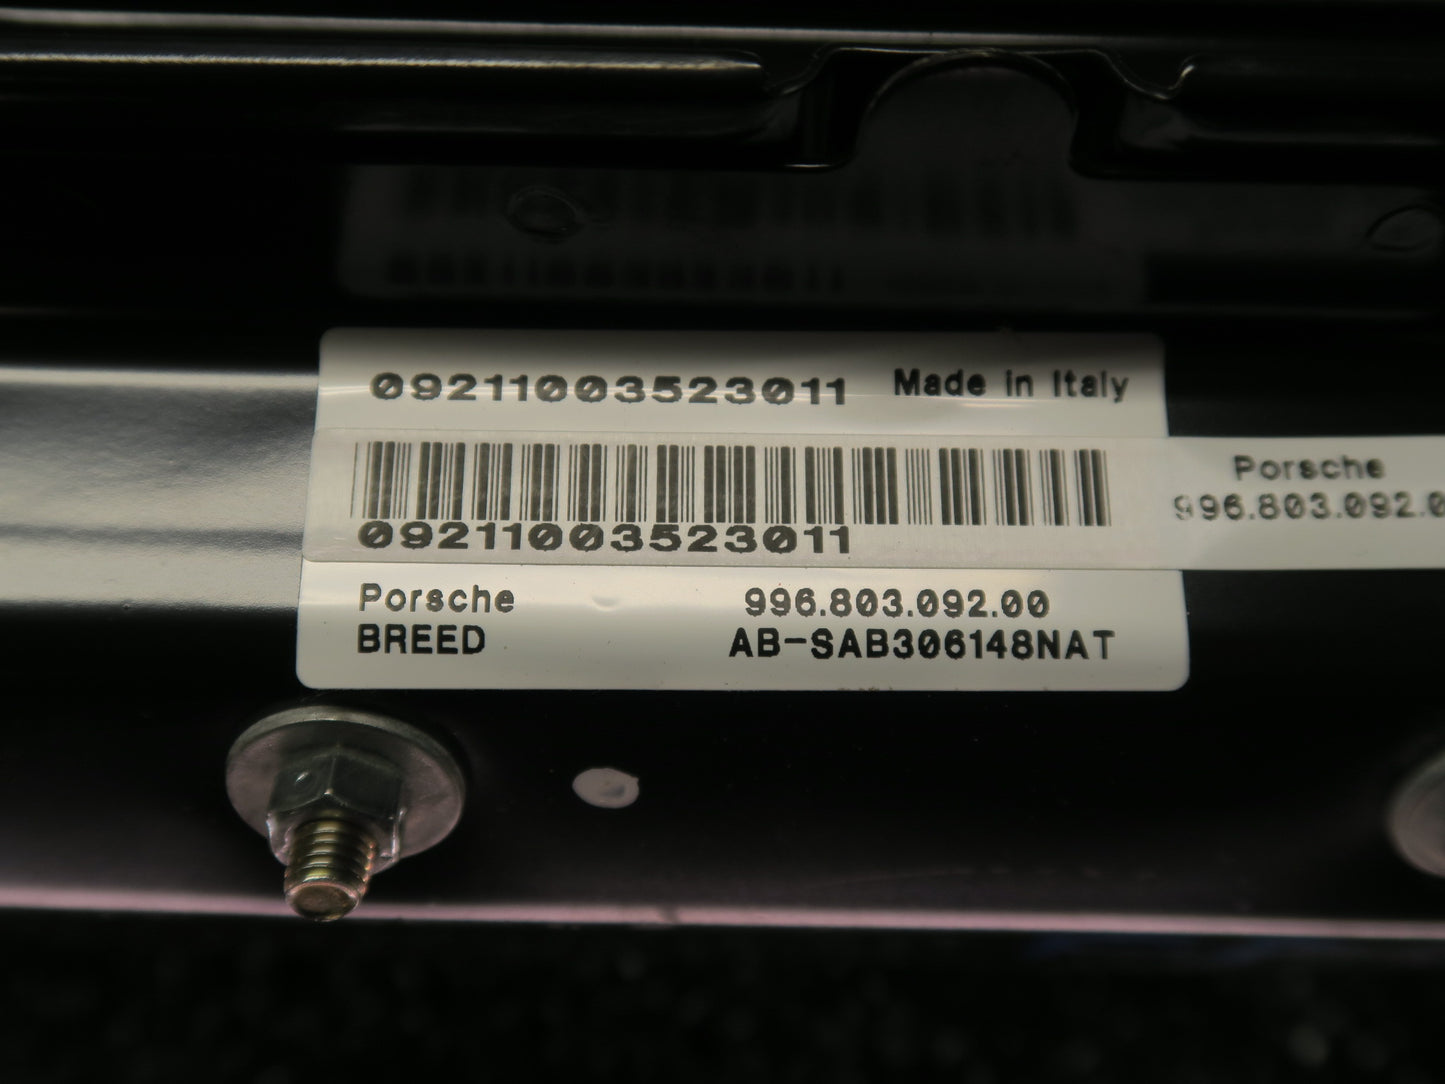 09211003523011 Made in Italy
09211003523011
Porsche
996.803.092.0
Porsche 996.803.092.00
BREED AB-SAB306148NAT